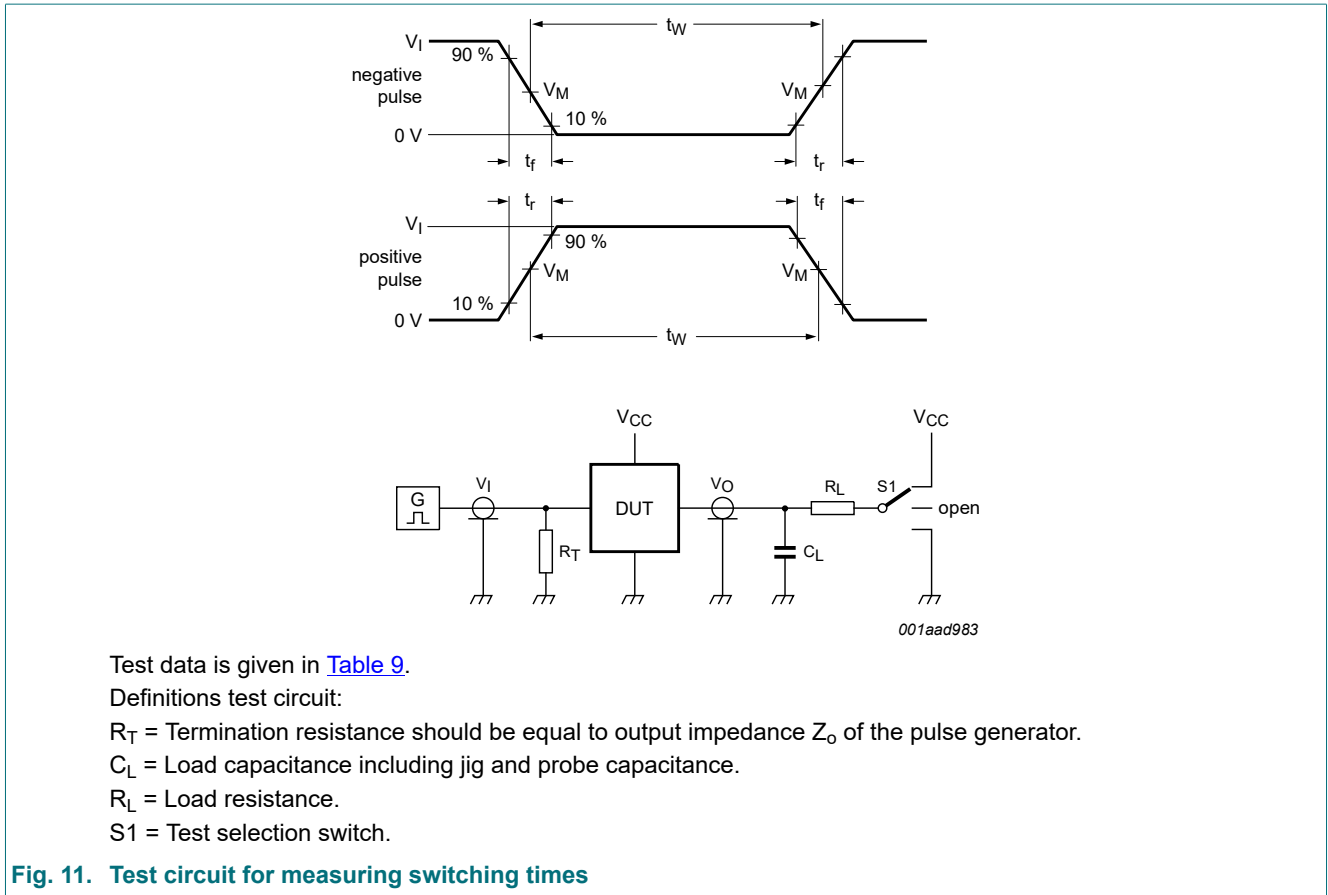 tW
VI
90 %
negative
pulse
VM
VM
10 %
0 V
tf
tr
tr
tf
VI
90 %
positive
pulse
VM
VM
10 %
0 V
tW
VCC
VCC
G
VI
DUT
VO
RL
S1
open
RT
CL
001aad983
Test data is given in Table 9.
Definitions test circuit:
RT = Termination resistance should be equal to output impedance Zo of the pulse generator.
CL = Load capacitance including jig and probe capacitance.
RL = Load resistance.
S1 = Test selection switch.
Fig. 11. Test circuit for measuring switching times